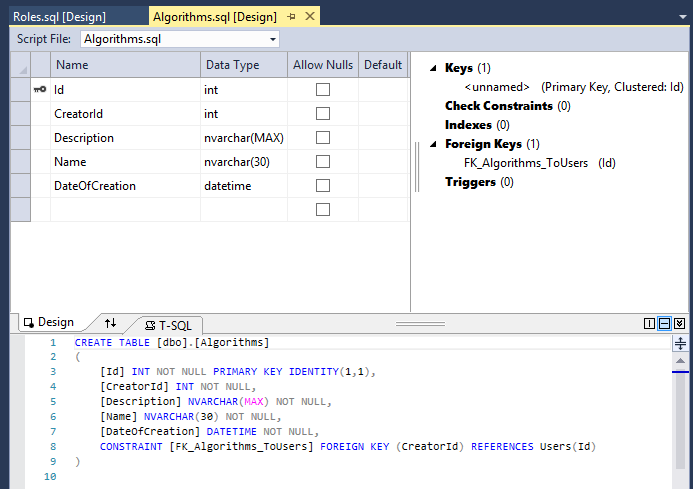 Roles.sql [Design]
Algorithms.sql [Design]
Script File: Algorithms.sql
Name Data Type Allow Nulls Default
Id int
CreatorId int
Description nvarchar(MAX)
Name nvarchar(30)
DateOfCreation datetime
Keys (1)
<unnamed> (Primary Key, Clustered: Id)
Check Constraints (0)
Indexes (0)
Foreign Keys (1)
FK_Algorithms_ToUsers (Id)
Triggers (0)
Design
T-SQL
1 CREATE TABLE [dbo].[Algorithms]
2 (
3 [Id] INT NOT NULL PRIMARY KEY IDENTITY(1,1),
4 [CreatorId] INT NOT NULL,
5 [Description] NVARCHAR(MAX) NOT NULL,
6 [Name] NVARCHAR(30) NOT NULL,
7 [DateOfCreation] DATETIME NOT NULL,
8 CONSTRAINT [FK_Algorithms_ToUsers] FOREIGN KEY (CreatorId) REFERENCES Users(Id)
9 )
10